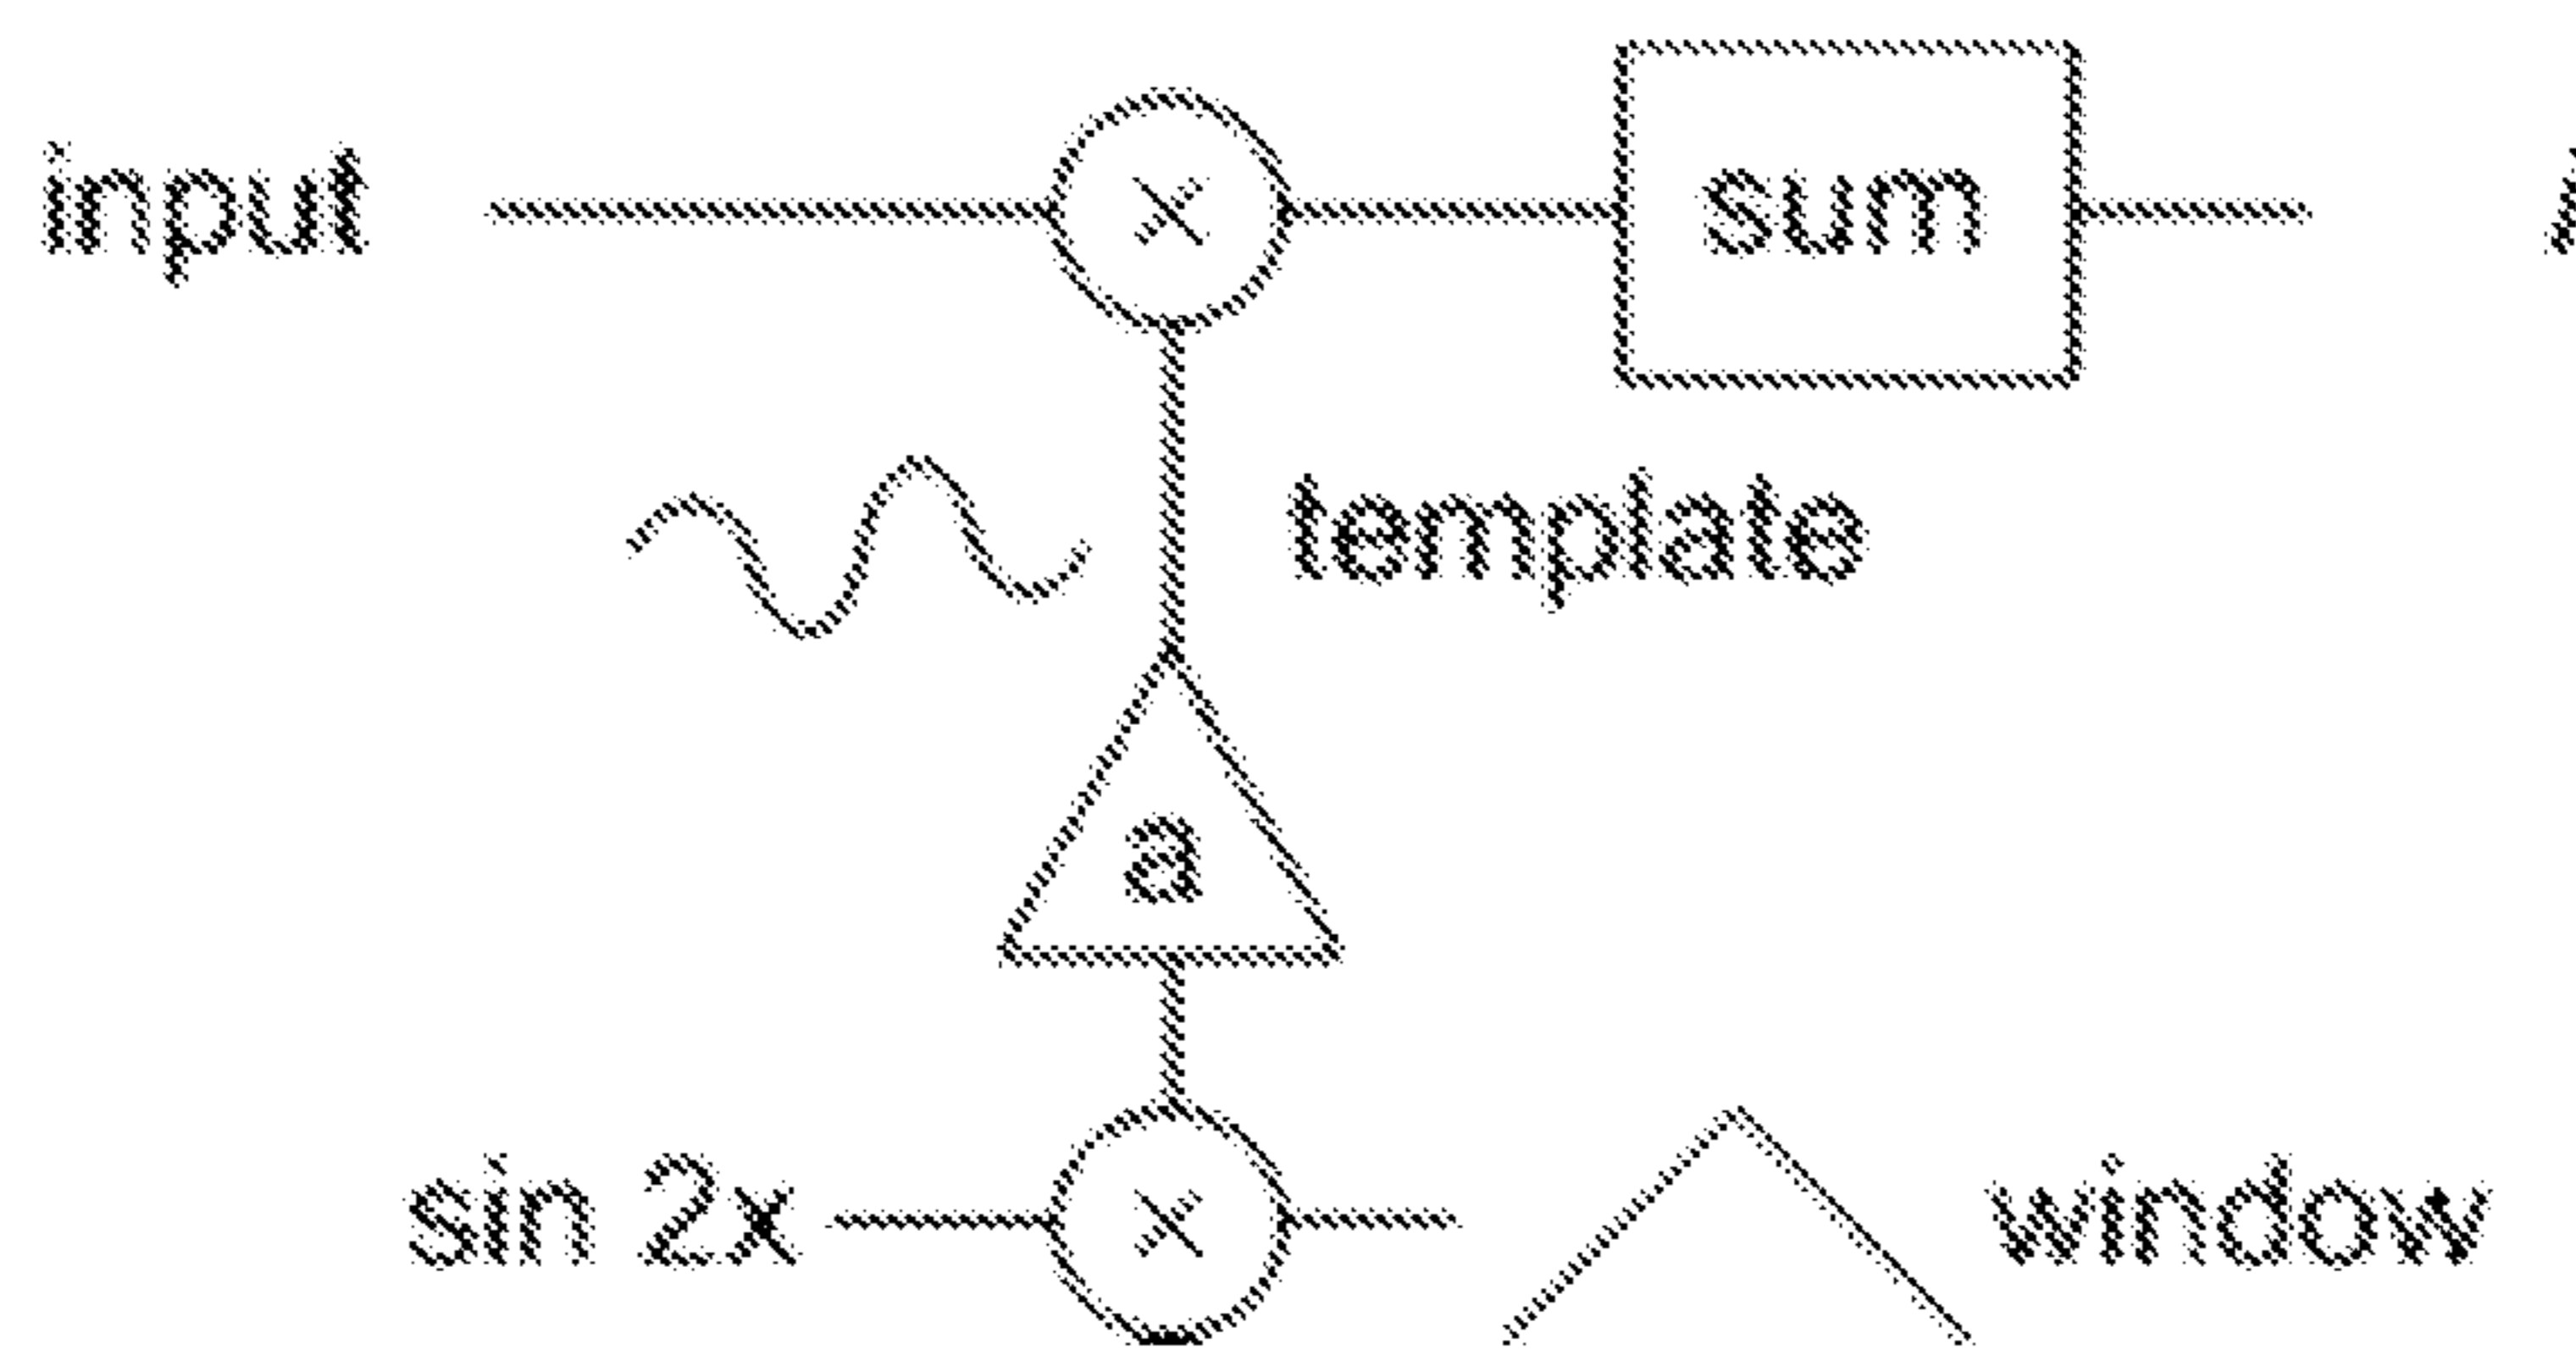 input × sum
template
a
sin 2x × window